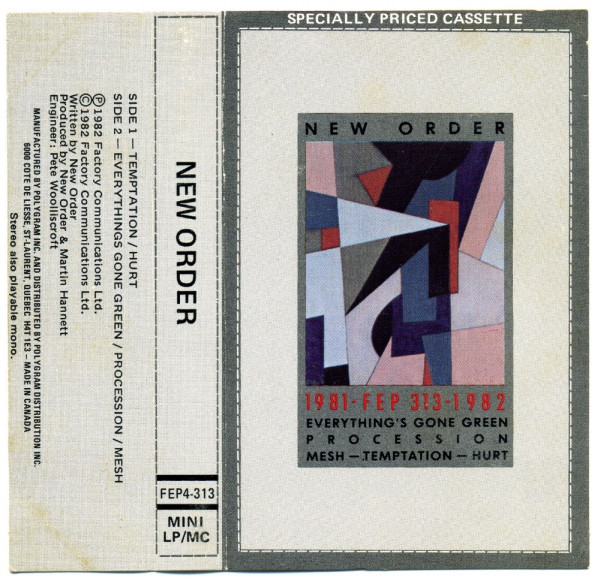 SPECIALLY PRICED CASSETTE
NEW ORDER
1981-FEP 313-1982
EVERYTHING'S GONE GREEN
PROCESSION
MESH — TEMPTATION — HURT
NEW ORDER
FEP4-313
MINI
LP/MC
SIDE 1 — TEMPTATION / HURT
SIDE 2 — EVERYTHINGS GONE GREEN / PROCESSION / MESH
Ⓟ 1982 Factory Communications Ltd.
© 1982 Factory Communications Ltd.
Written by New Order
Produced by New Order & Martin Hannett
Engineer: Pete Woolliscroft
MANUFACTURED BY POLYGRAM INC. AND DISTRIBUTED BY POLYGRAM DISTRIBUTION INC.
6000 COTE DE LIESSE, ST-LAURENT, QUEBEC H4T 1E3 – MADE IN CANADA
Stereo also playable mono.